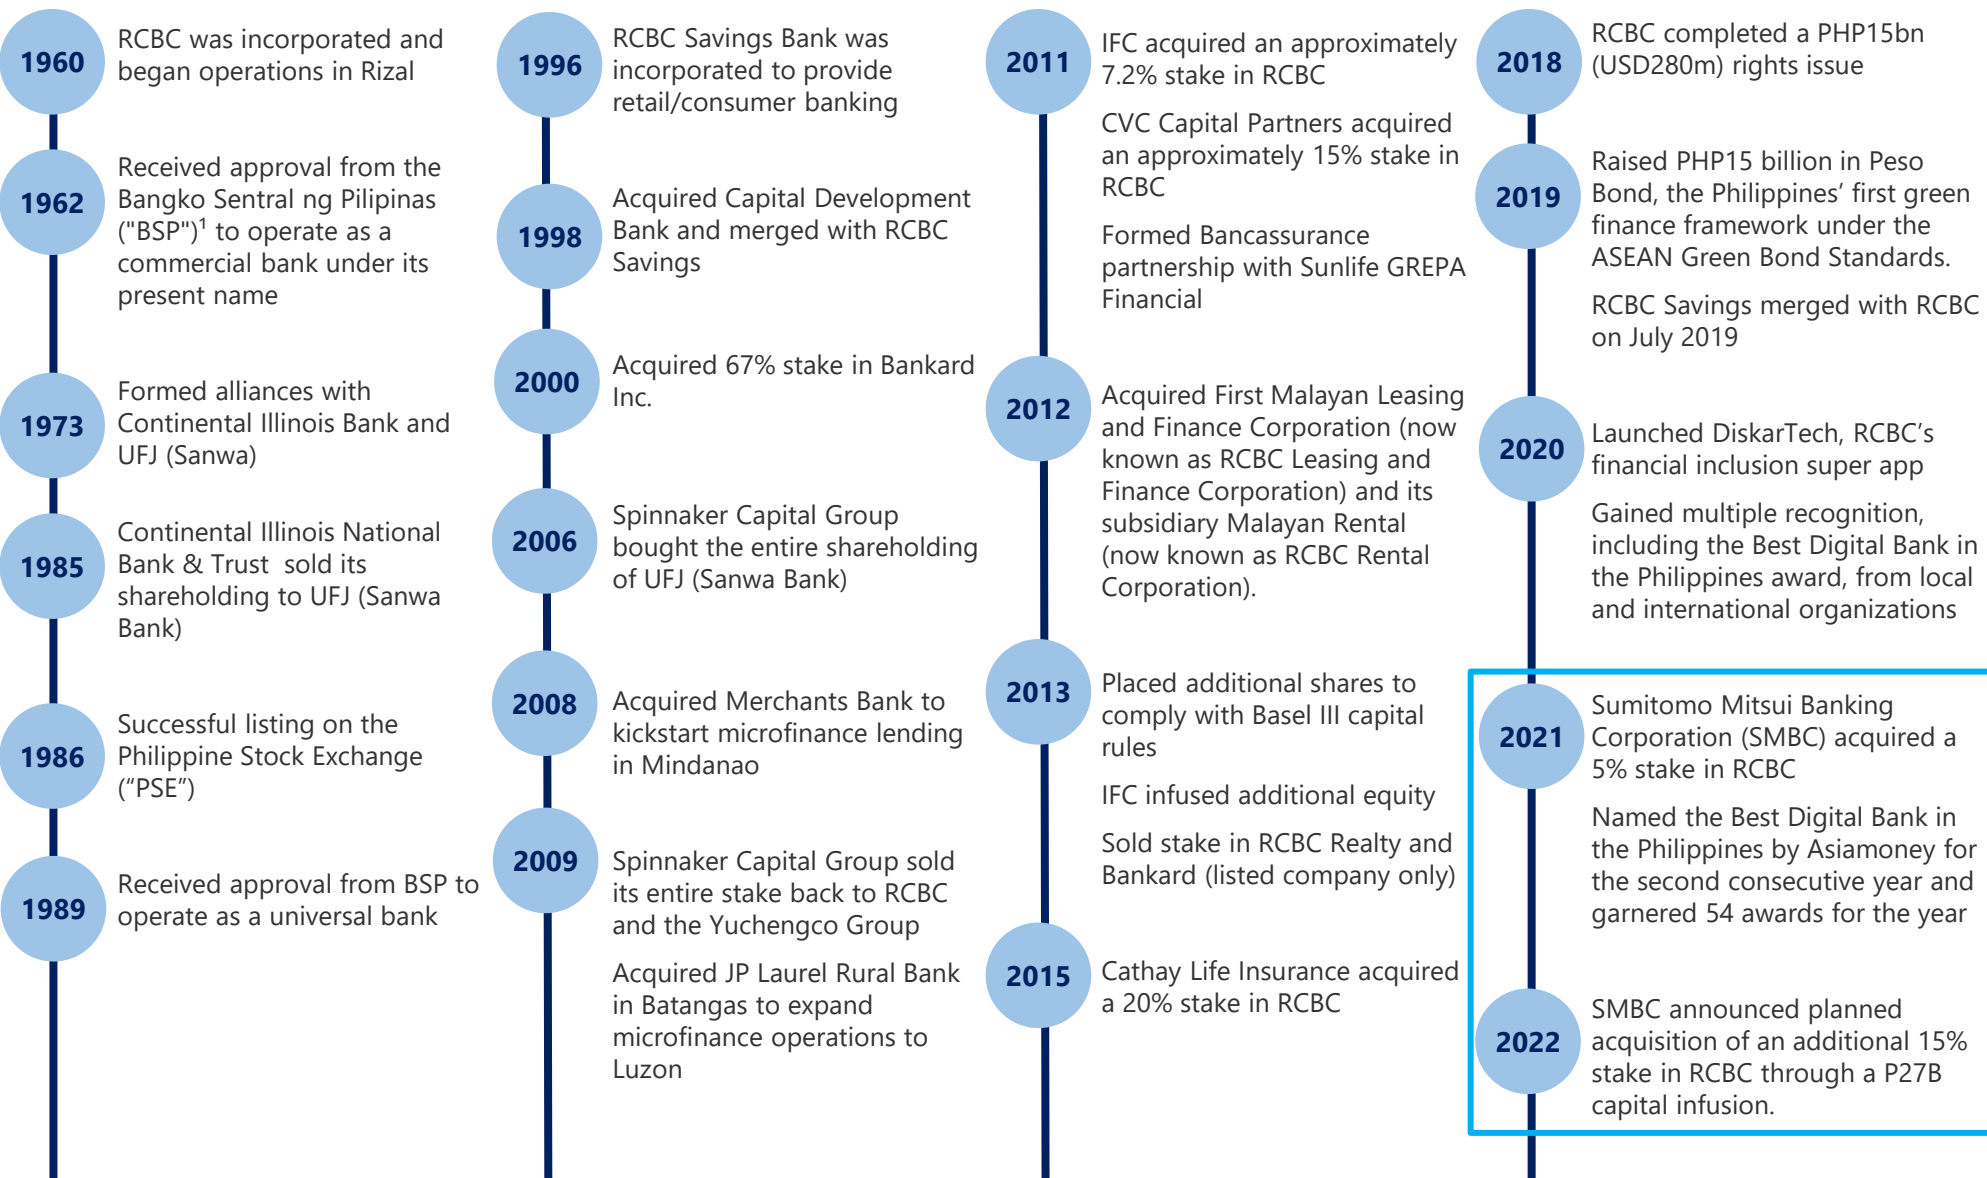 1960
RCBC was incorporated and
began operations in Rizal
1962
Received approval from the
Bangko Sentral ng Pilipinas
("BSP")¹ to operate as a
commercial bank under its
present name
1973
Formed alliances with
Continental Illinois Bank and
UFJ (Sanwa)
1985
Continental Illinois National
Bank & Trust  sold its
shareholding to UFJ (Sanwa
Bank)
1986
Successful listing on the
Philippine Stock Exchange
(“PSE”)
1989
Received approval from BSP to
operate as a universal bank
1996
RCBC Savings Bank was
incorporated to provide
retail/consumer banking
1998
Acquired Capital Development
Bank and merged with RCBC
Savings
2000
Acquired 67% stake in Bankard
Inc.
2006
Spinnaker Capital Group
bought the entire shareholding
of UFJ (Sanwa Bank)
2008
Acquired Merchants Bank to
kickstart microfinance lending
in Mindanao
2009
Spinnaker Capital Group sold
its entire stake back to RCBC
and the Yuchengco Group
Acquired JP Laurel Rural Bank
in Batangas to expand
microfinance operations to
Luzon
2011
IFC acquired an approximately
7.2% stake in RCBC
CVC Capital Partners acquired
an approximately 15% stake in
RCBC
Formed Bancassurance
partnership with Sunlife GREPA
Financial
2012
Acquired First Malayan Leasing
and Finance Corporation (now
known as RCBC Leasing and
Finance Corporation) and its
subsidiary Malayan Rental
(now known as RCBC Rental
Corporation).
2013
Placed additional shares to
comply with Basel III capital
rules
IFC infused additional equity
Sold stake in RCBC Realty and
Bankard (listed company only)
2015
Cathay Life Insurance acquired
a 20% stake in RCBC
2018
RCBC completed a PHP15bn
(USD280m) rights issue
2019
Raised PHP15 billion in Peso
Bond, the Philippines’ first green
finance framework under the
ASEAN Green Bond Standards.
RCBC Savings merged with RCBC
on July 2019
2020
Launched DiskarTech, RCBC’s
financial inclusion super app
Gained multiple recognition,
including the Best Digital Bank in
the Philippines award, from local
and international organizations
2021
Sumitomo Mitsui Banking
Corporation (SMBC) acquired a
5% stake in RCBC
Named the Best Digital Bank in
the Philippines by Asiamoney for
the second consecutive year and
garnered 54 awards for the year
2022
SMBC announced planned
acquisition of an additional 15%
stake in RCBC through a P27B
capital infusion.